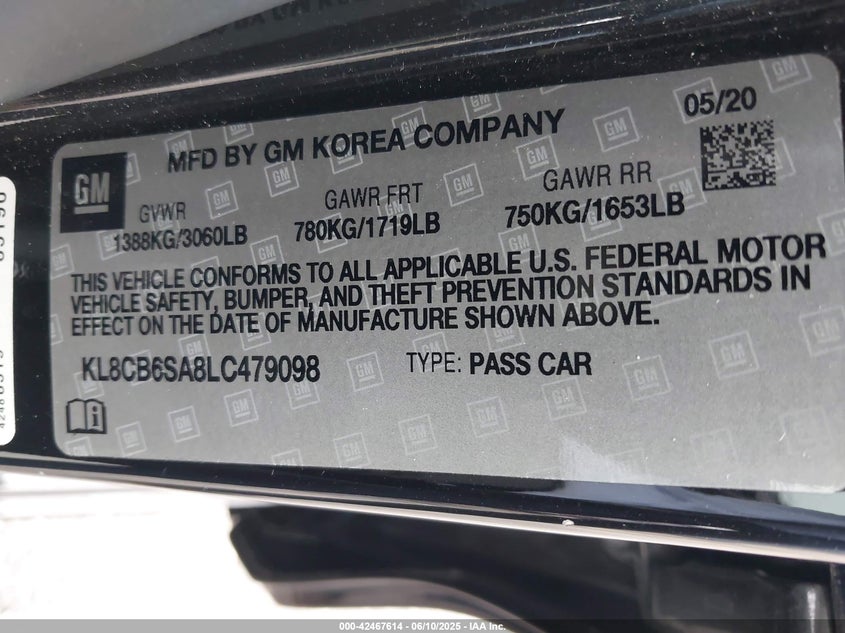 05/20
MFD BY GM KOREA COMPANY
GM
GVWR GAWR FRT GAWR RR
1388KG/3060LB 780KG/1719LB 750KG/1653LB
THIS VEHICLE CONFORMS TO ALL APPLICABLE U.S. FEDERAL MOTOR
VEHICLE SAFETY, BUMPER, AND THEFT PREVENTION STANDARDS IN
EFFECT ON THE DATE OF MANUFACTURE SHOWN ABOVE.
KL8CB6SA8LC479098 TYPE: PASS CAR
000-42467614 - 06/10/2025 - IAA Inc.